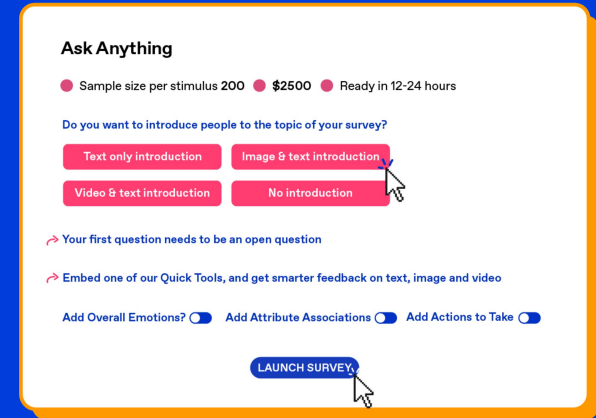 Ask Anything
Sample size per stimulus 200 $2500 Ready in 12-24 hours
Do you want to introduce people to the topic of your survey?
Text only introduction Image & text introduction
Video & text introduction No introduction
Your first question needs to be an open question
Embed one of our Quick Tools, and get smarter feedback on text, image and video
Add Overall Emotions? Add Attribute Associations Add Actions to Take
LAUNCH SURVEY